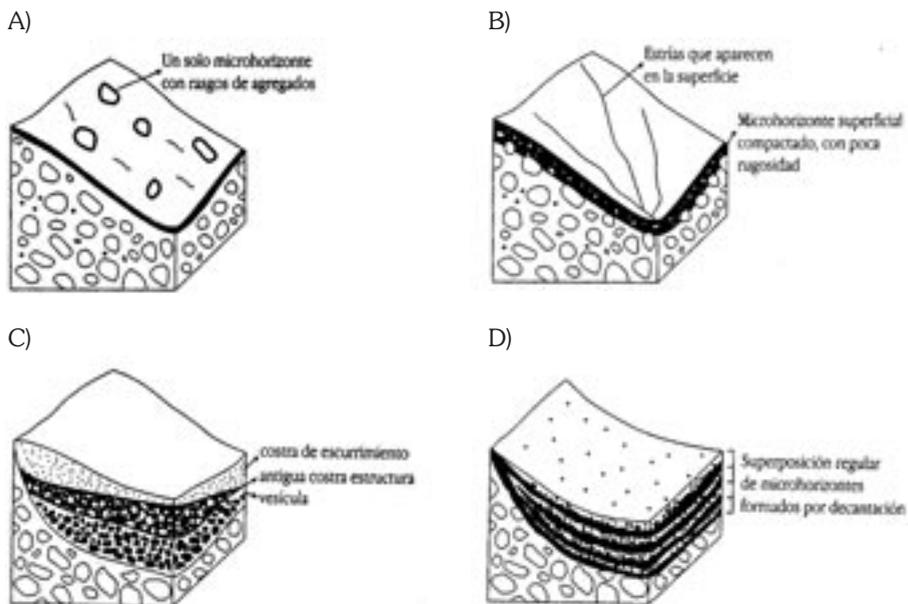 A)
Un solo microhorizonte
con rasgos de agregados
B)
Estrías que aparecen
en la superficie
Microhorizonte superficial
compactado, con poca
rugosidad
C)
costra de escurrimiento
antigua costra estructura
vesícula
D)
Superposición regular
de microhorizontes
formados por decantación